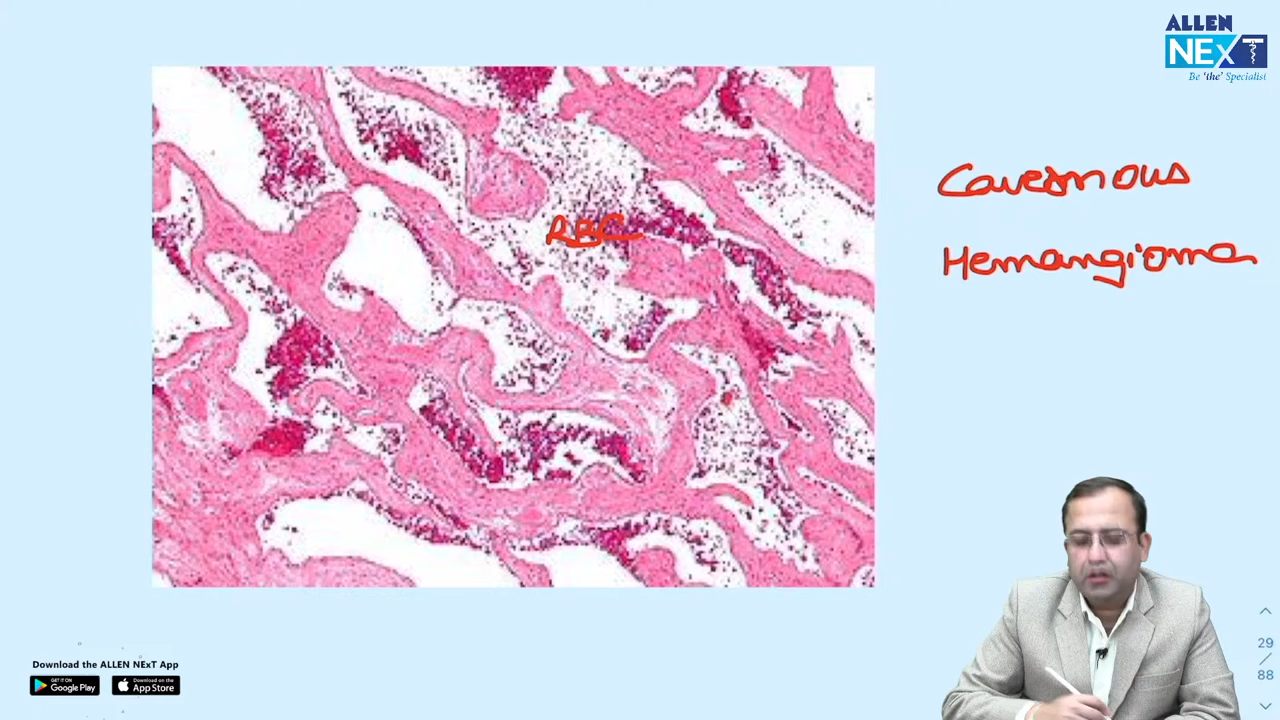 ALLEN
NExT
Be 'the' Specialist
Cavernous
RBC
Hemangioma
29
/
88
Download the ALLEN NExT App
GET IT ON
Google Play
Download on the
App Store